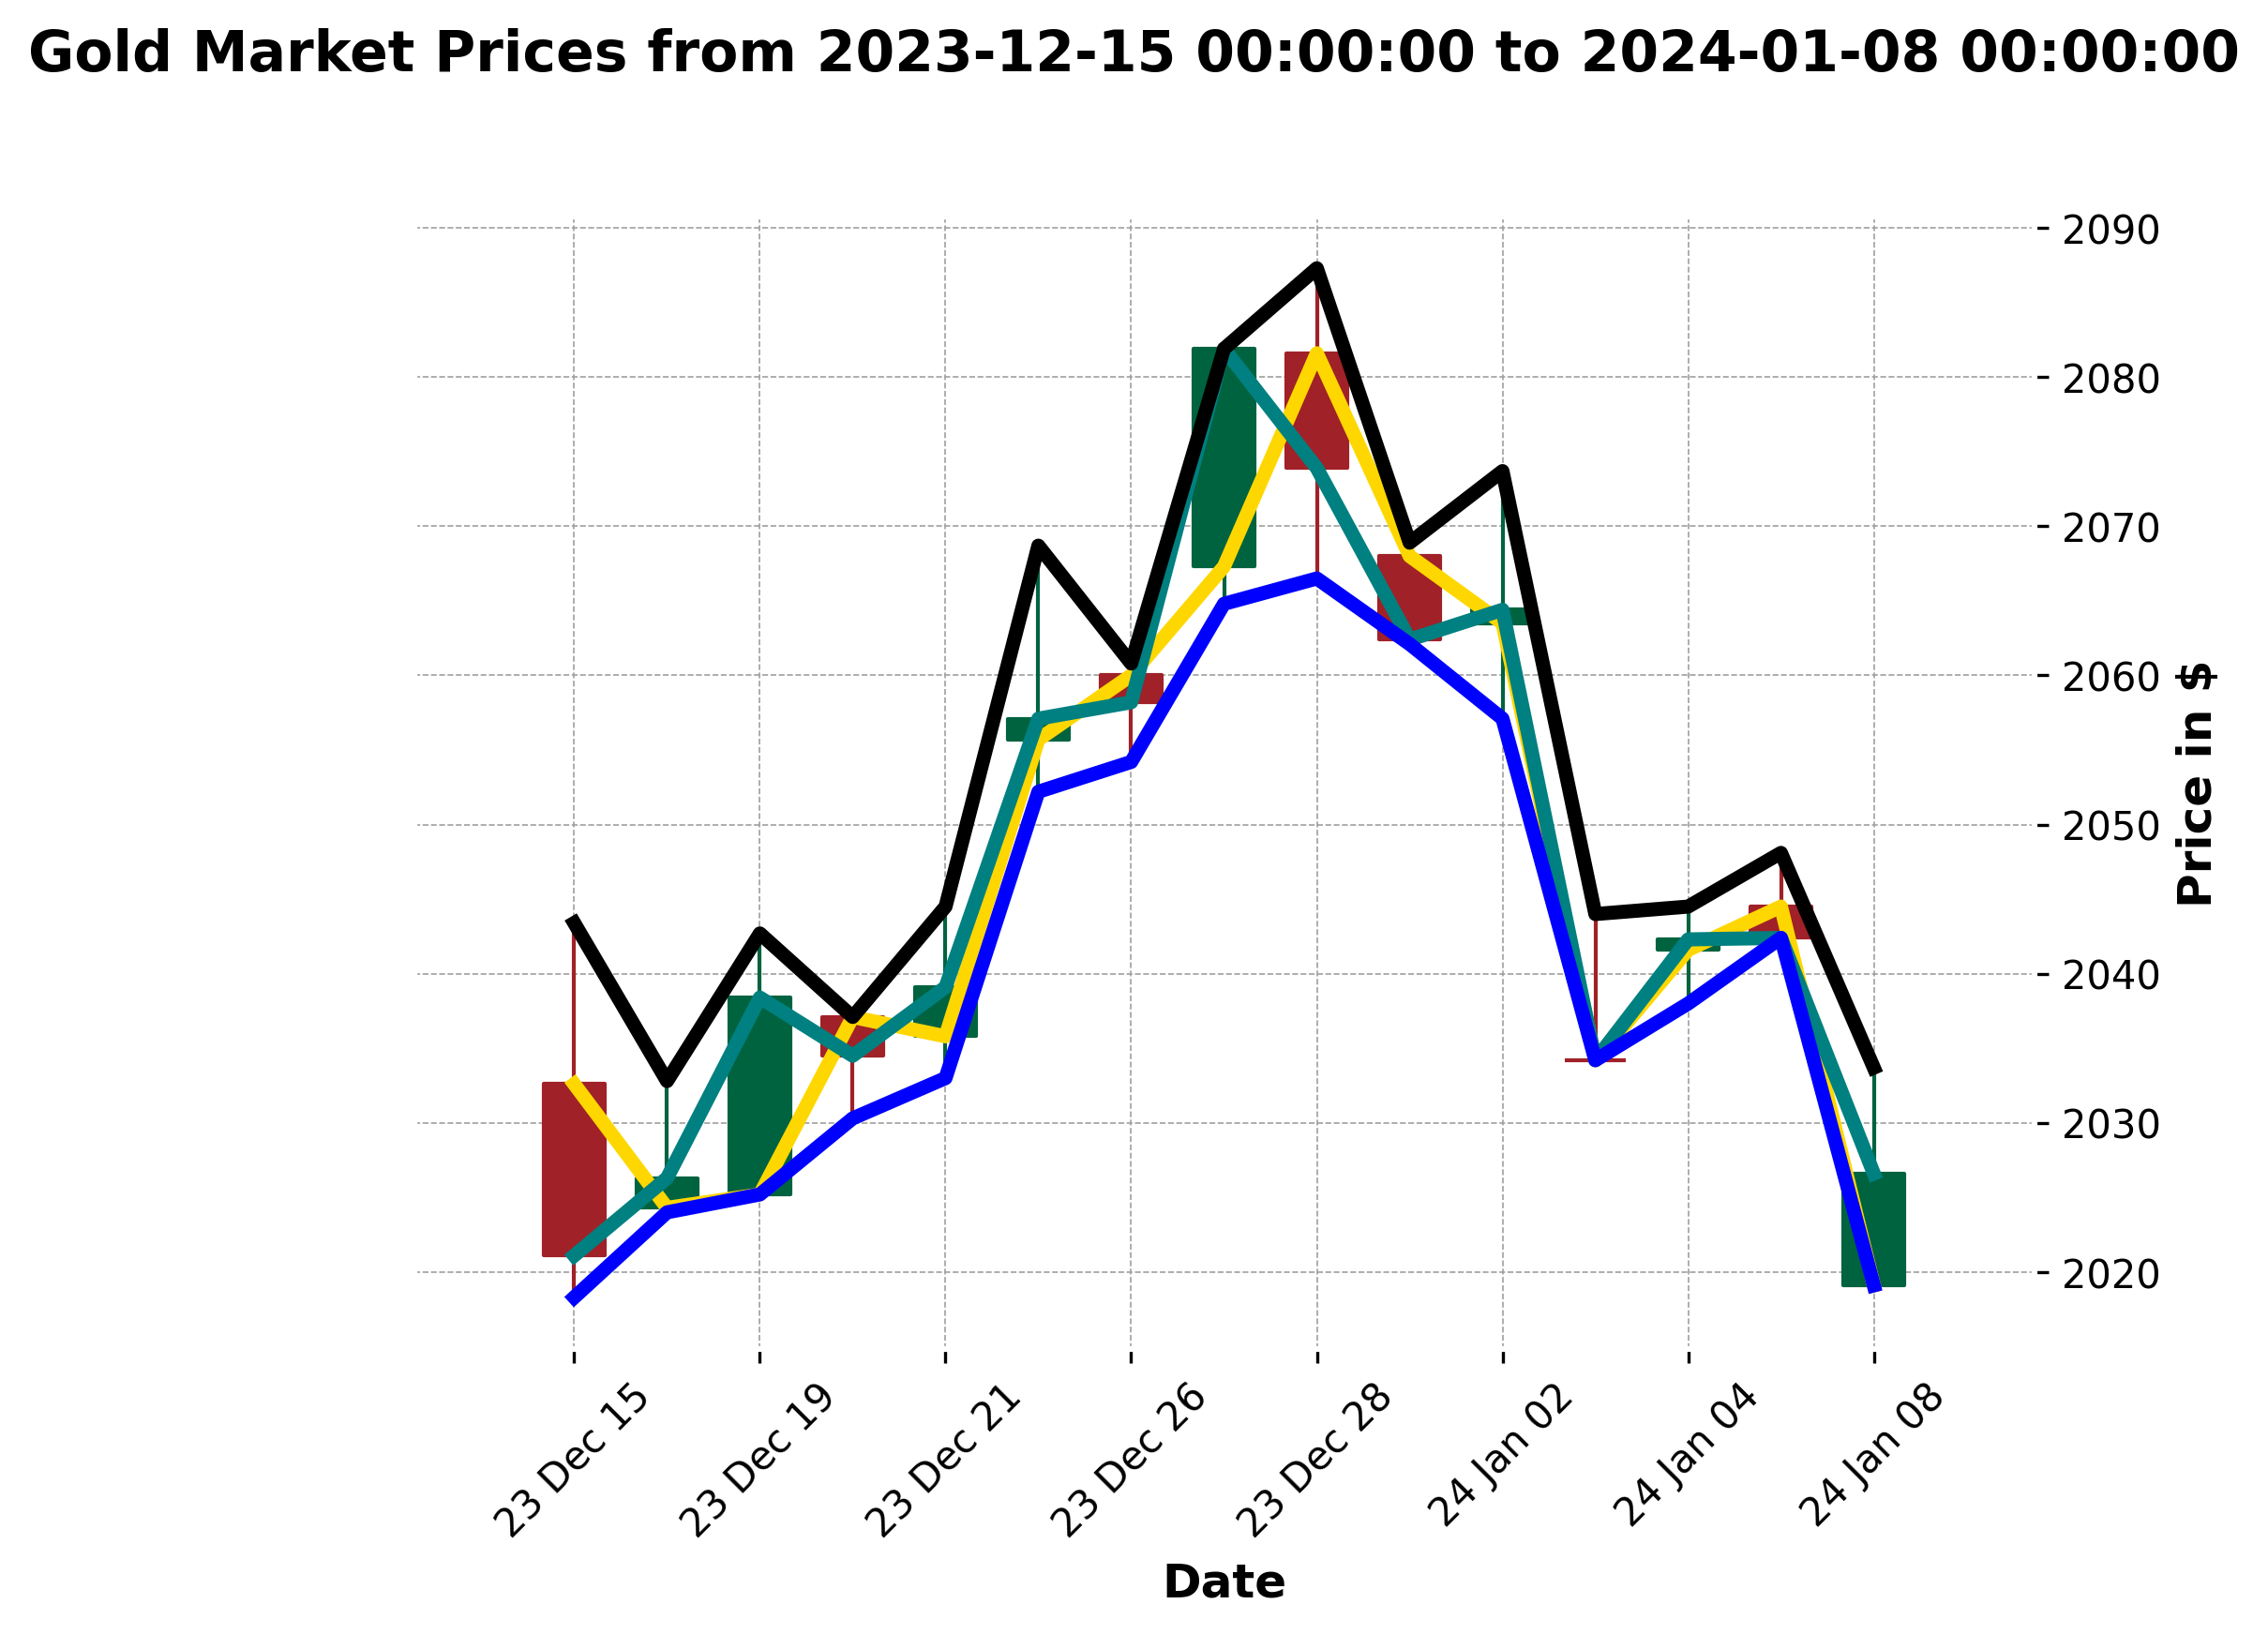 Gold Market Prices from 2023-12-15 00:00:00 to 2024-01-08 00:00:00
2090
2080
2070
2060
2050
2040
2030
2020
Price in $
23 Dec 15
23 Dec 19
23 Dec 21
23 Dec 26
23 Dec 28
24 Jan 02
24 Jan 04
24 Jan 08
Date